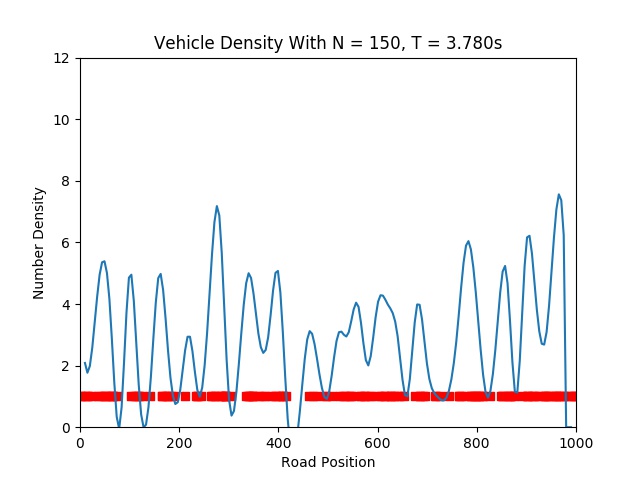 Vehicle Density With N = 150, T = 3.780s
12
10
8
6
4
2
0
Number Density
0 200 400 600 800 1000
Road Position